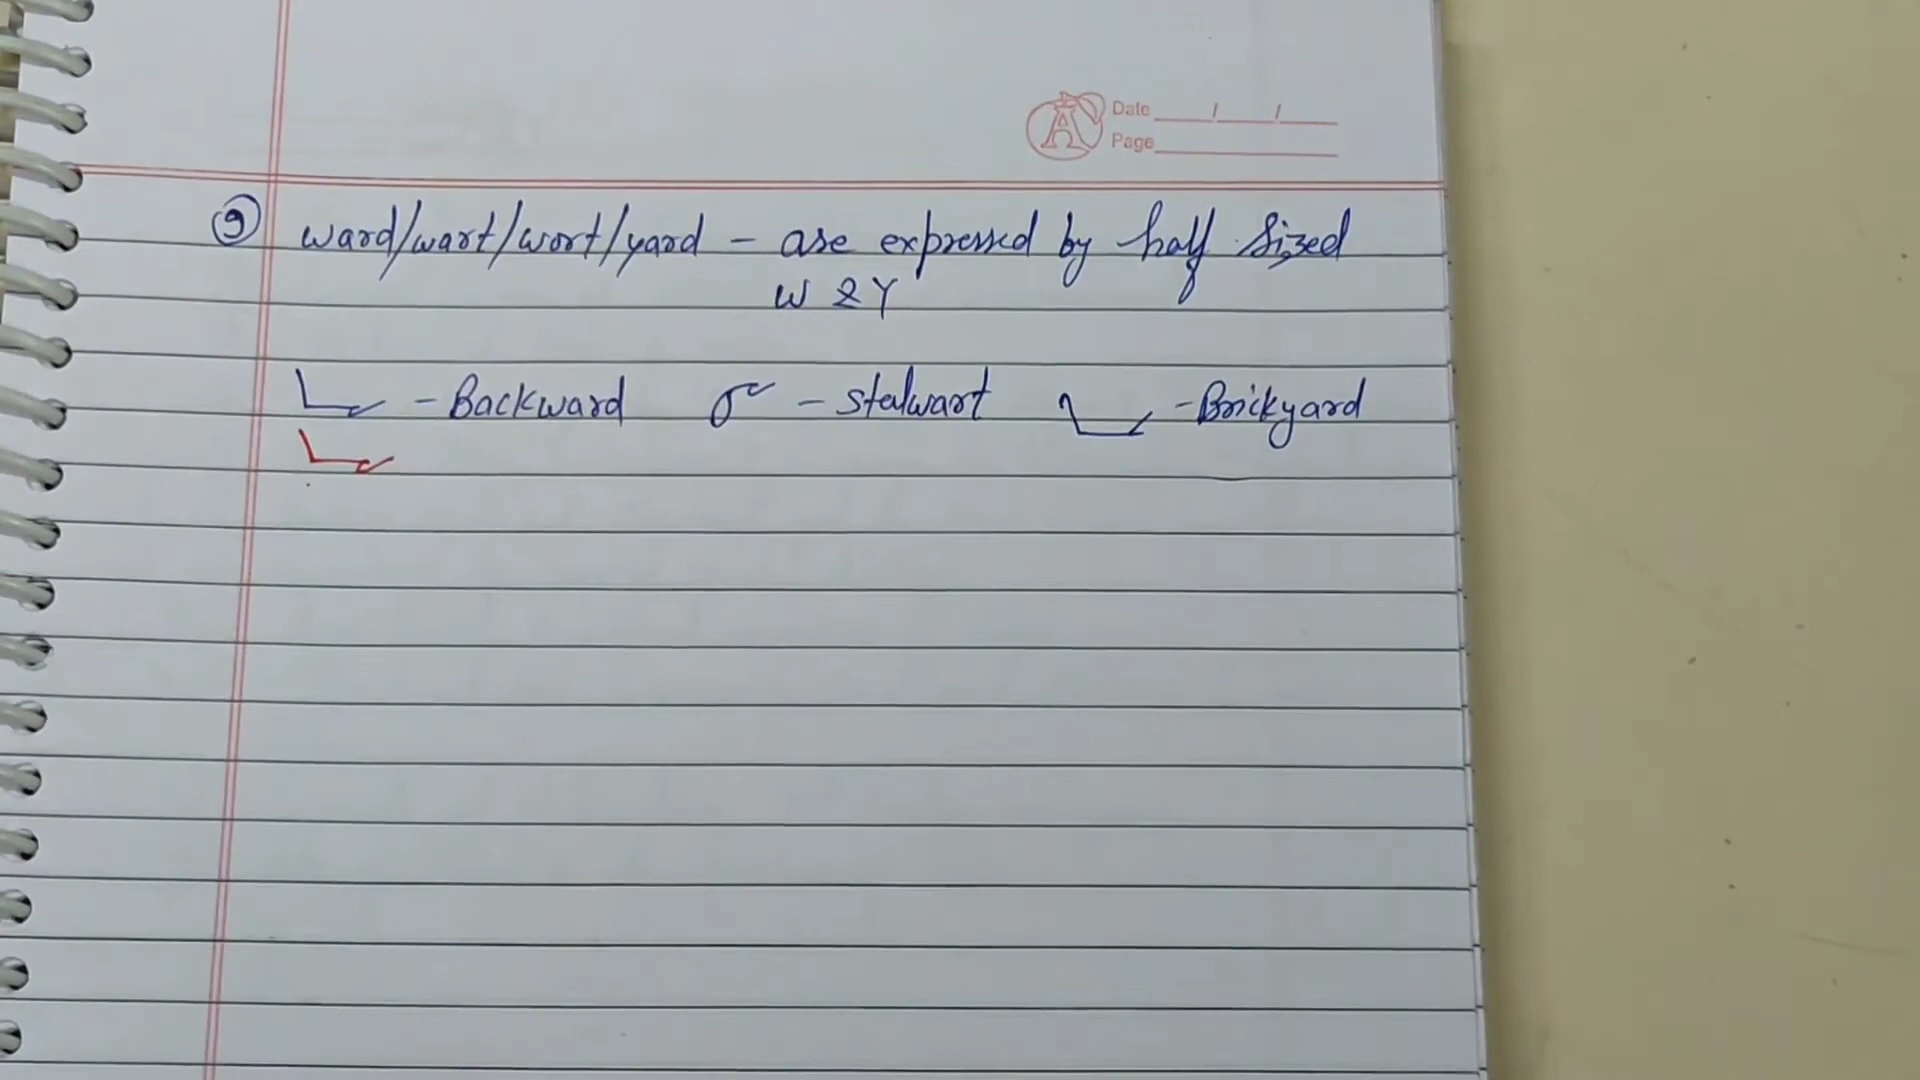 Date / /
Page
9 ward/wart/wort/yard - are expressed by half sized
W & Y
- Backward - stalwart - Brickyard